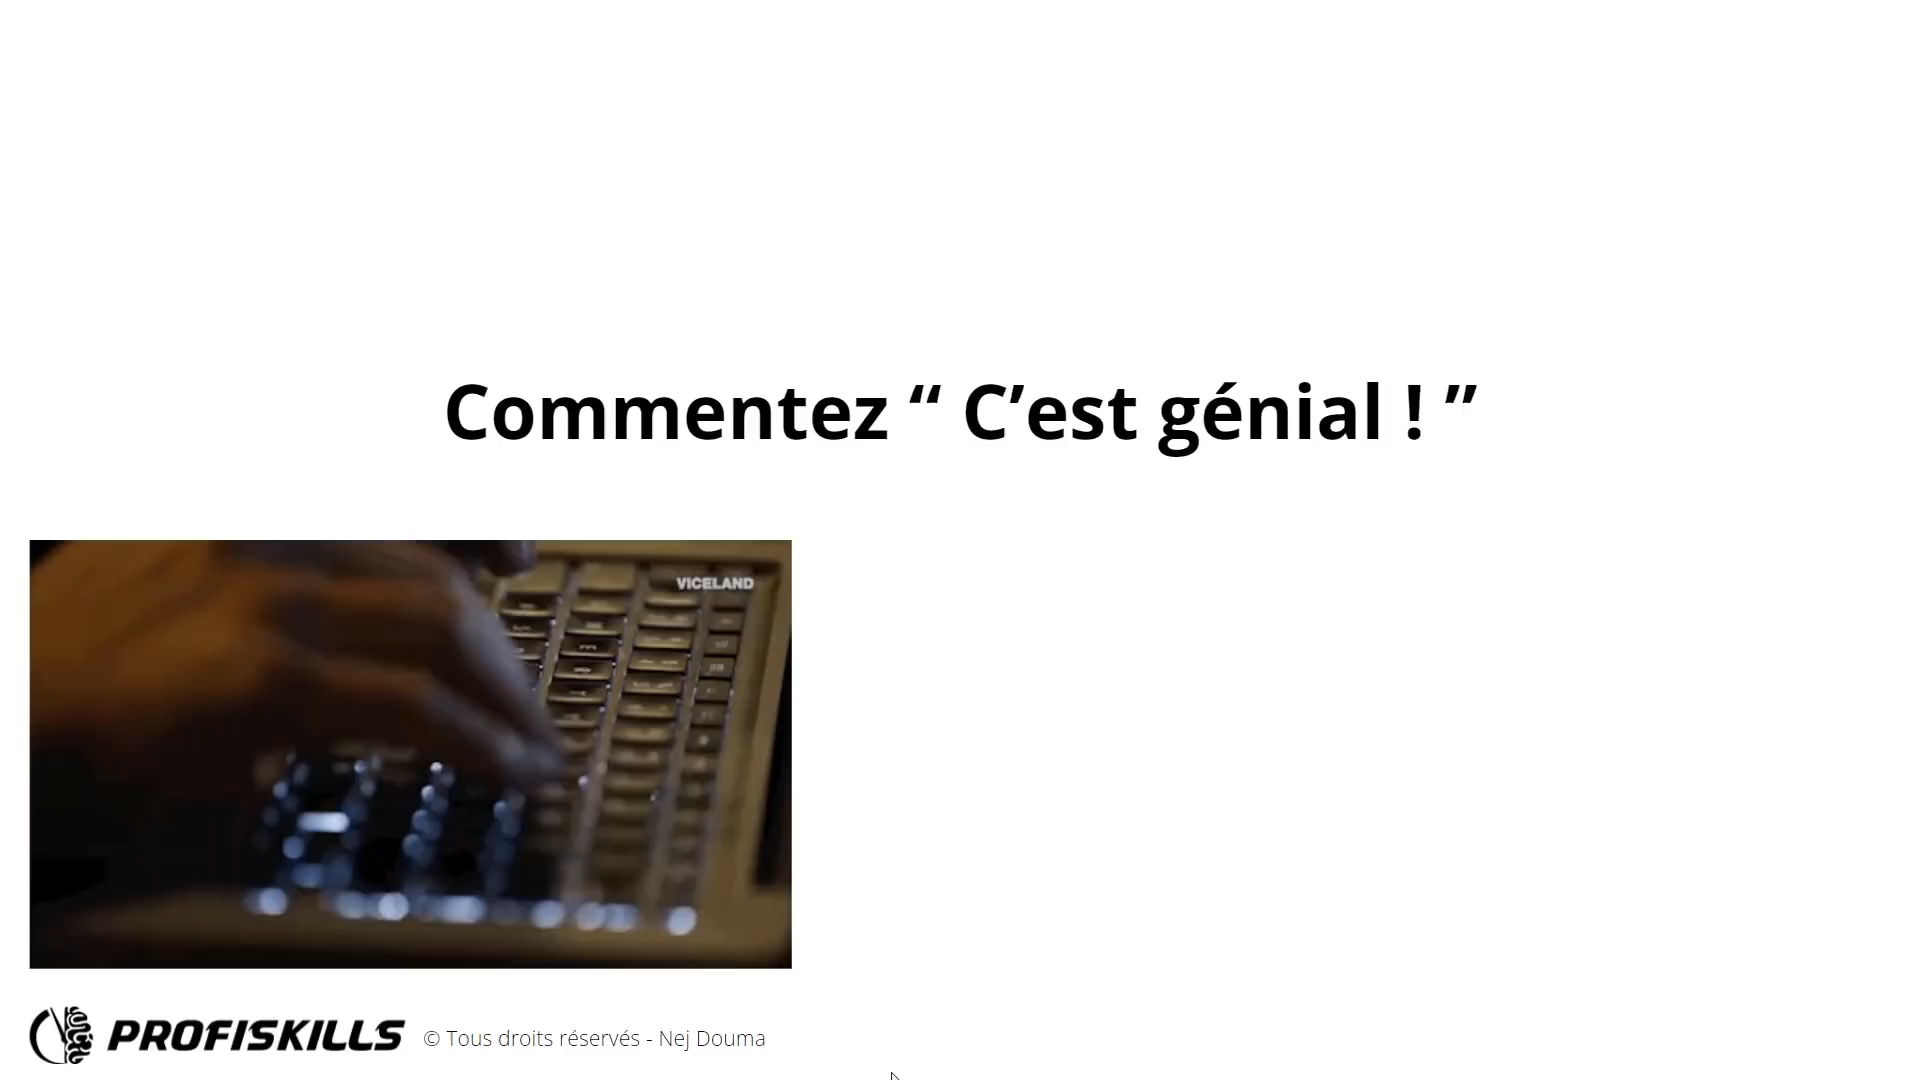 Commentez “ C’est génial ! ”
VICELAND
PROFISKILLS © Tous droits réservés - Nej Douma